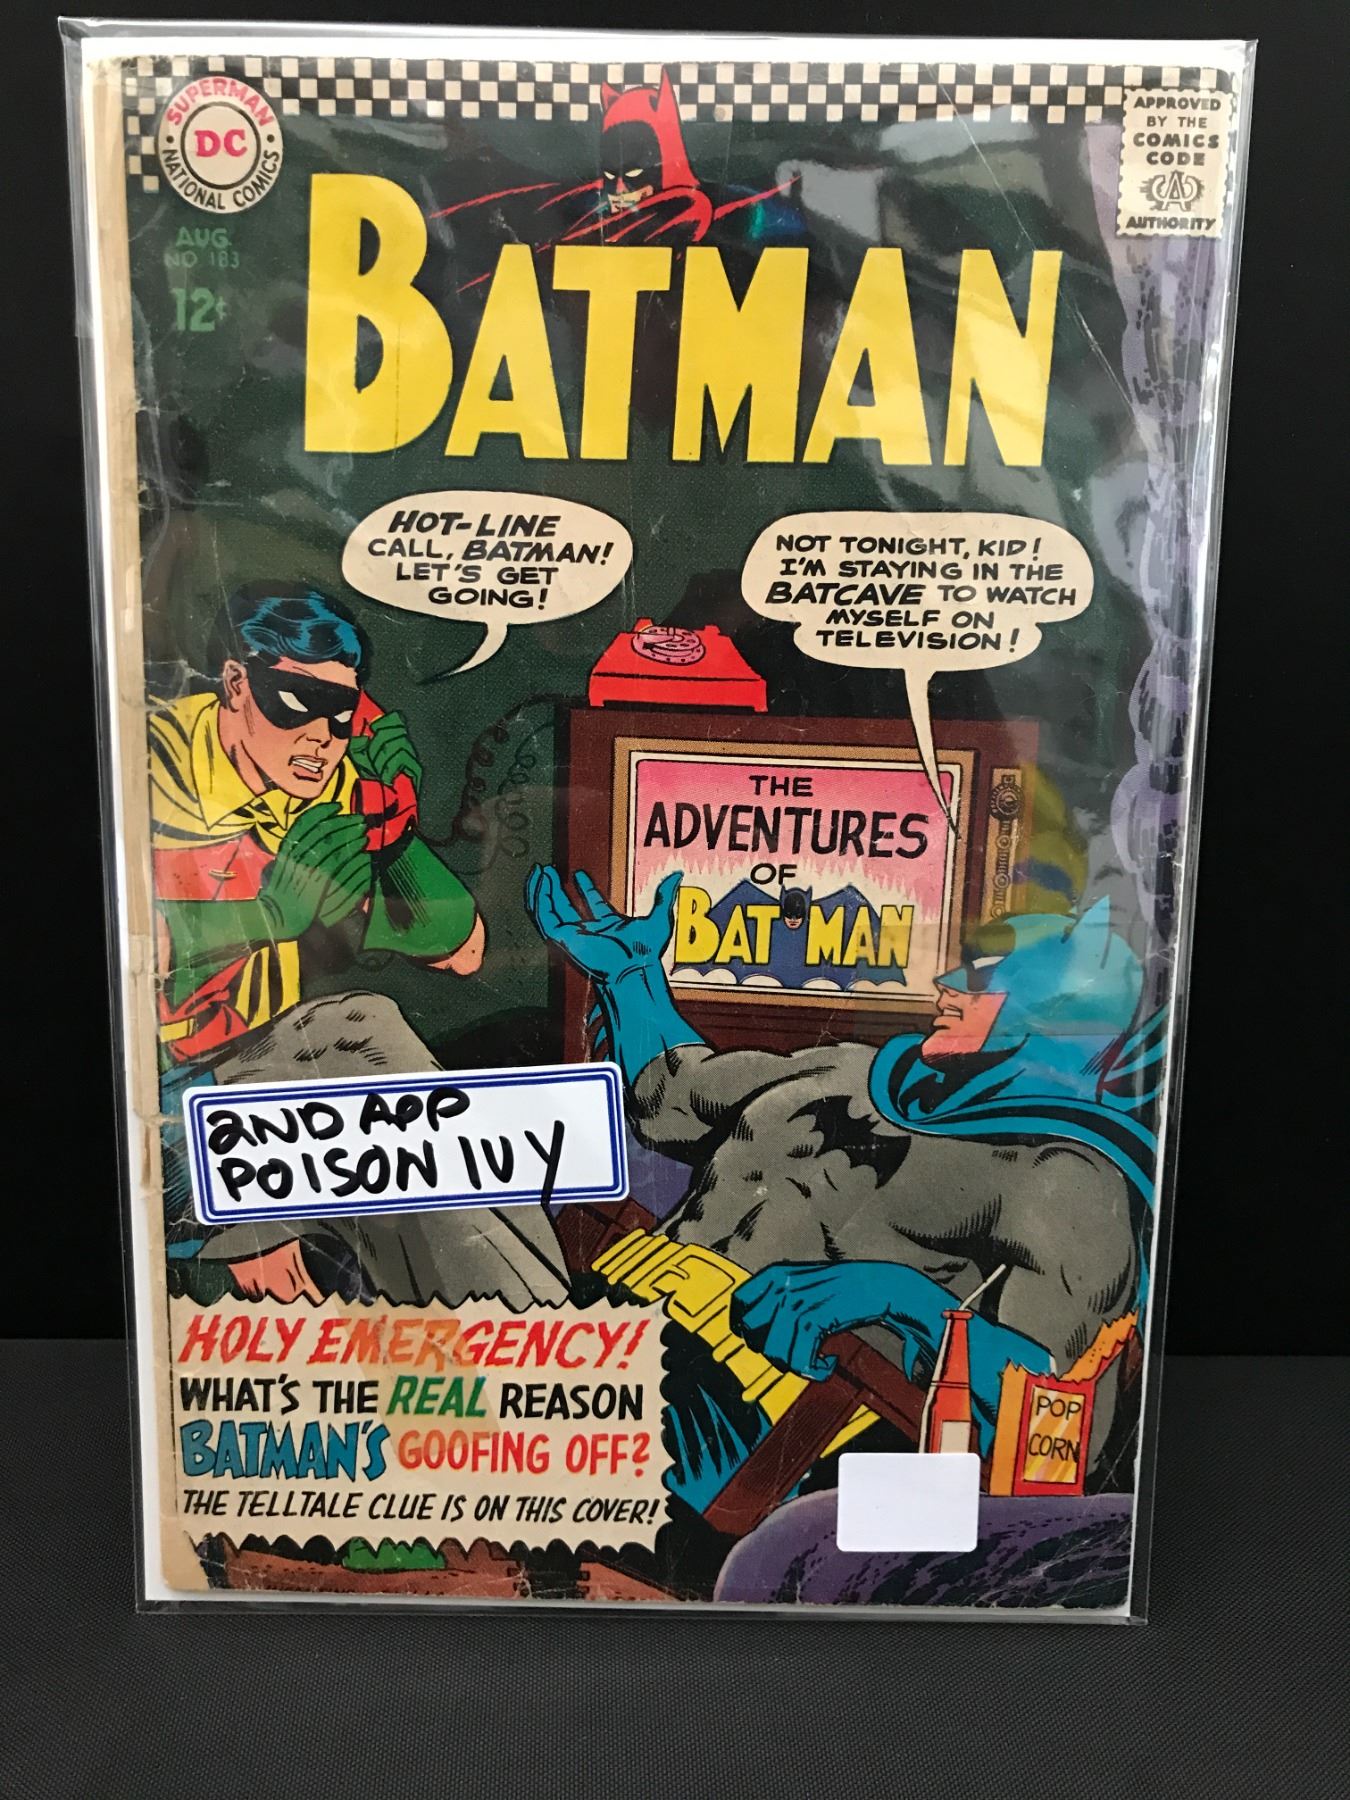 SUPERMAN
DC
NATIONAL COMICS
AUG.
NO 183
12¢
APPROVED
BY THE
COMICS
CODE
AUTHORITY
BATMAN
HOT-LINE
CALL, BATMAN!
LET'S GET
GOING!
NOT TONIGHT, KID!
I'M STAYING IN THE
BATCAVE TO WATCH
MYSELF ON
TELEVISION!
THE
ADVENTURES
OF
BATMAN
2ND APP
POISON IVY
HOLY EMERGENCY!
WHAT'S THE REAL REASON
BATMAN'S GOOFING OFF?
THE TELLTALE CLUE IS ON THIS COVER!
POP
CORN